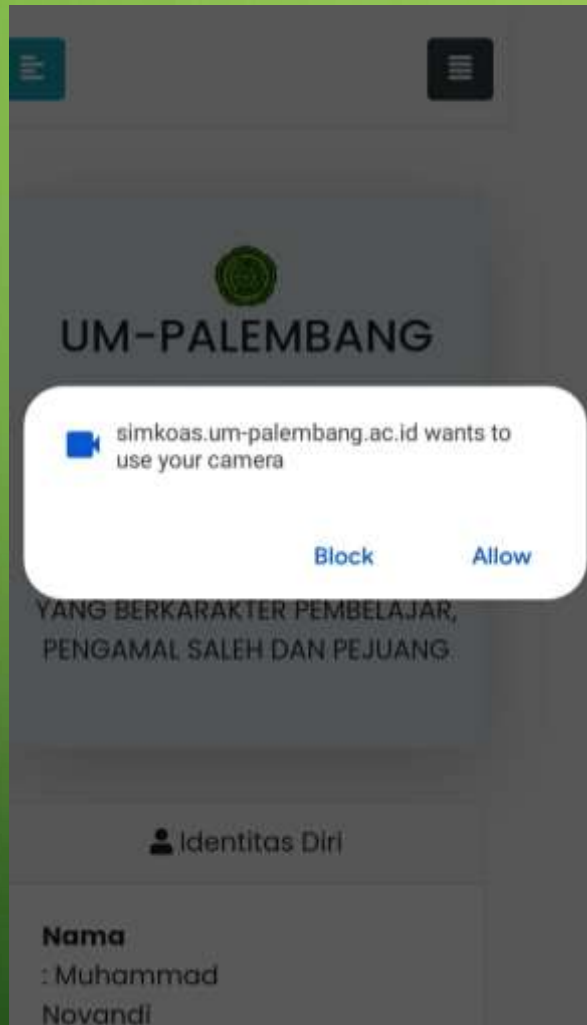 UM-PALEMBANG
simkoas.um-palembang.ac.id wants to
use your camera
Block Allow
YANG BERKARAKTER PEMBELAJAR,
PENGAMAL SALEH DAN PEJUANG
Identitas Diri
Nama
: Muhammad
Novandi